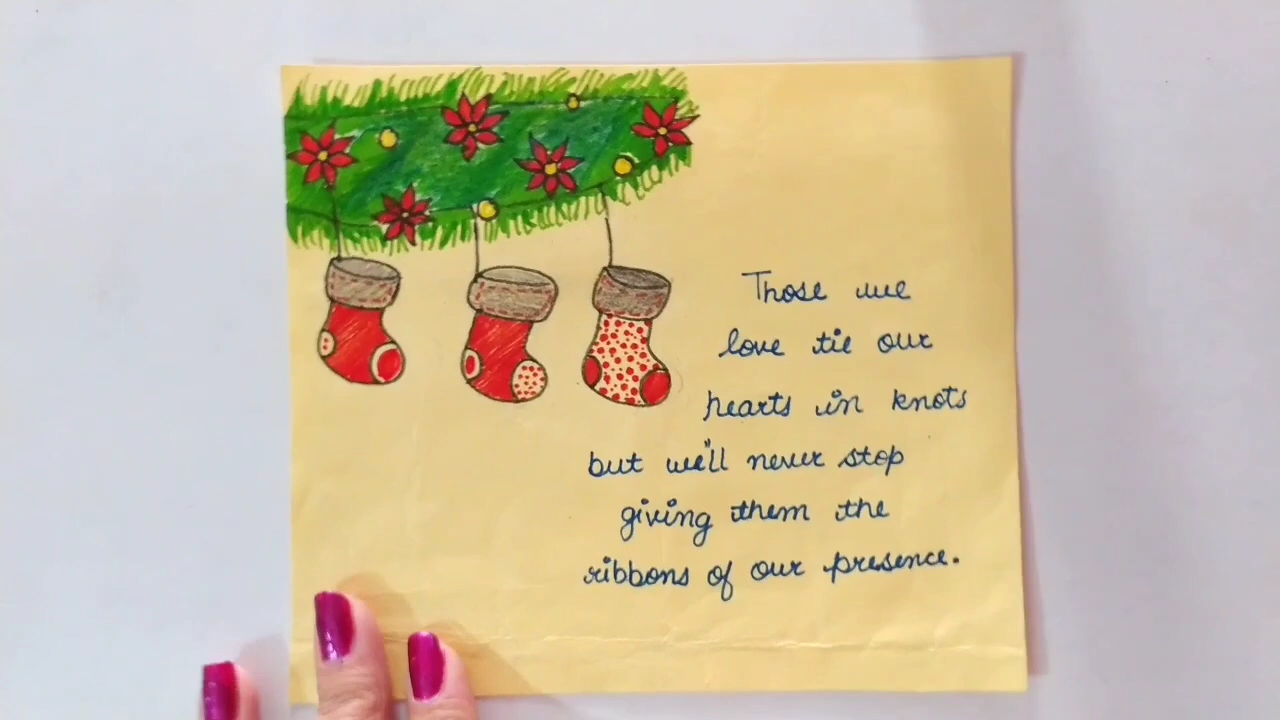 Those we
love tie our
hearts in knots
but we'll never stop
giving them the
ribbons of our presence.